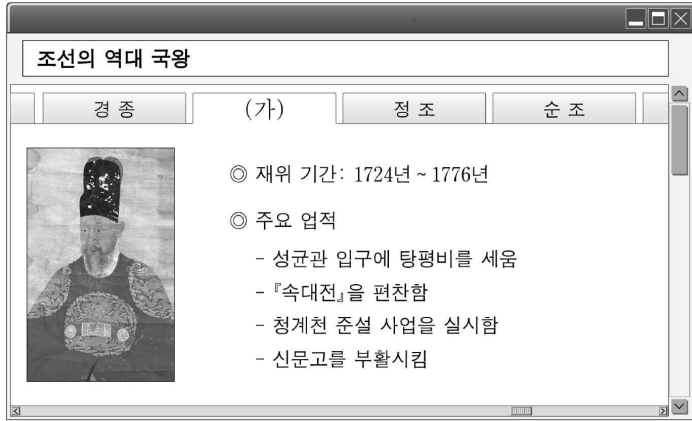 조선의 역대 국왕
경 종
(가)
정 조
순 조
◎ 재위 기간: 1724년 ~ 1776년
◎ 주요 업적
- 성균관 입구에 탕평비를 세움
- 『속대전』을 편찬함
- 청계천 준설 사업을 실시함
- 신문고를 부활시킴